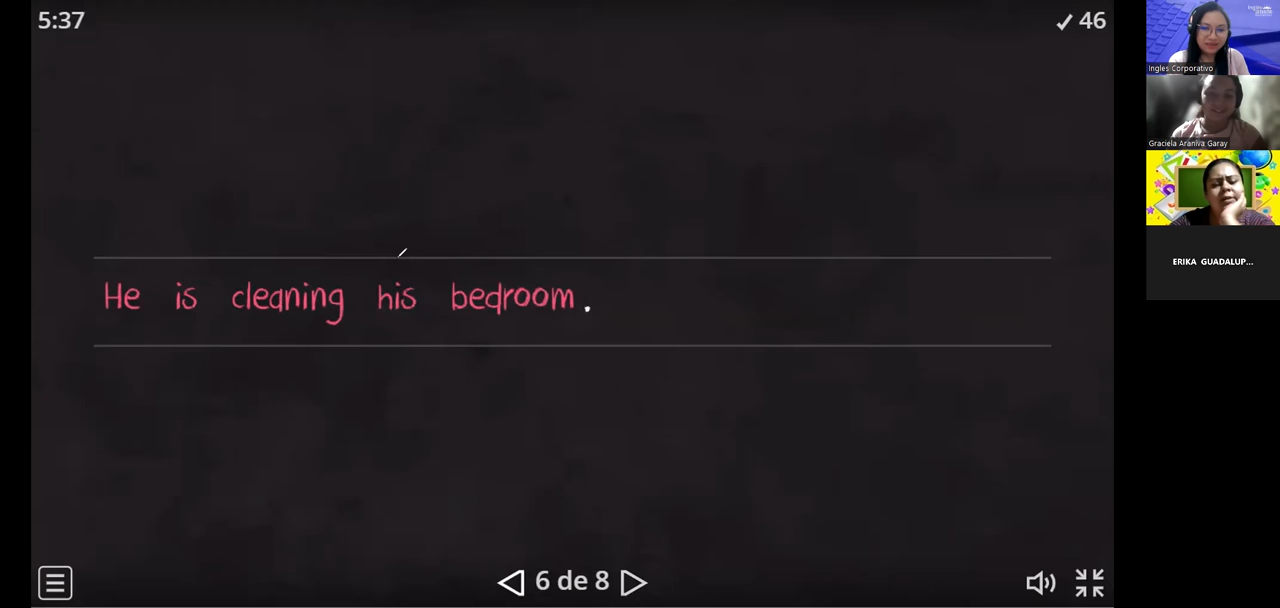 5:37
✓ 46
Ingles Corporativo
Graciela Araniva Garay
ERIKA GUADALUP...
He is cleaning his bedroom.
6 de 8